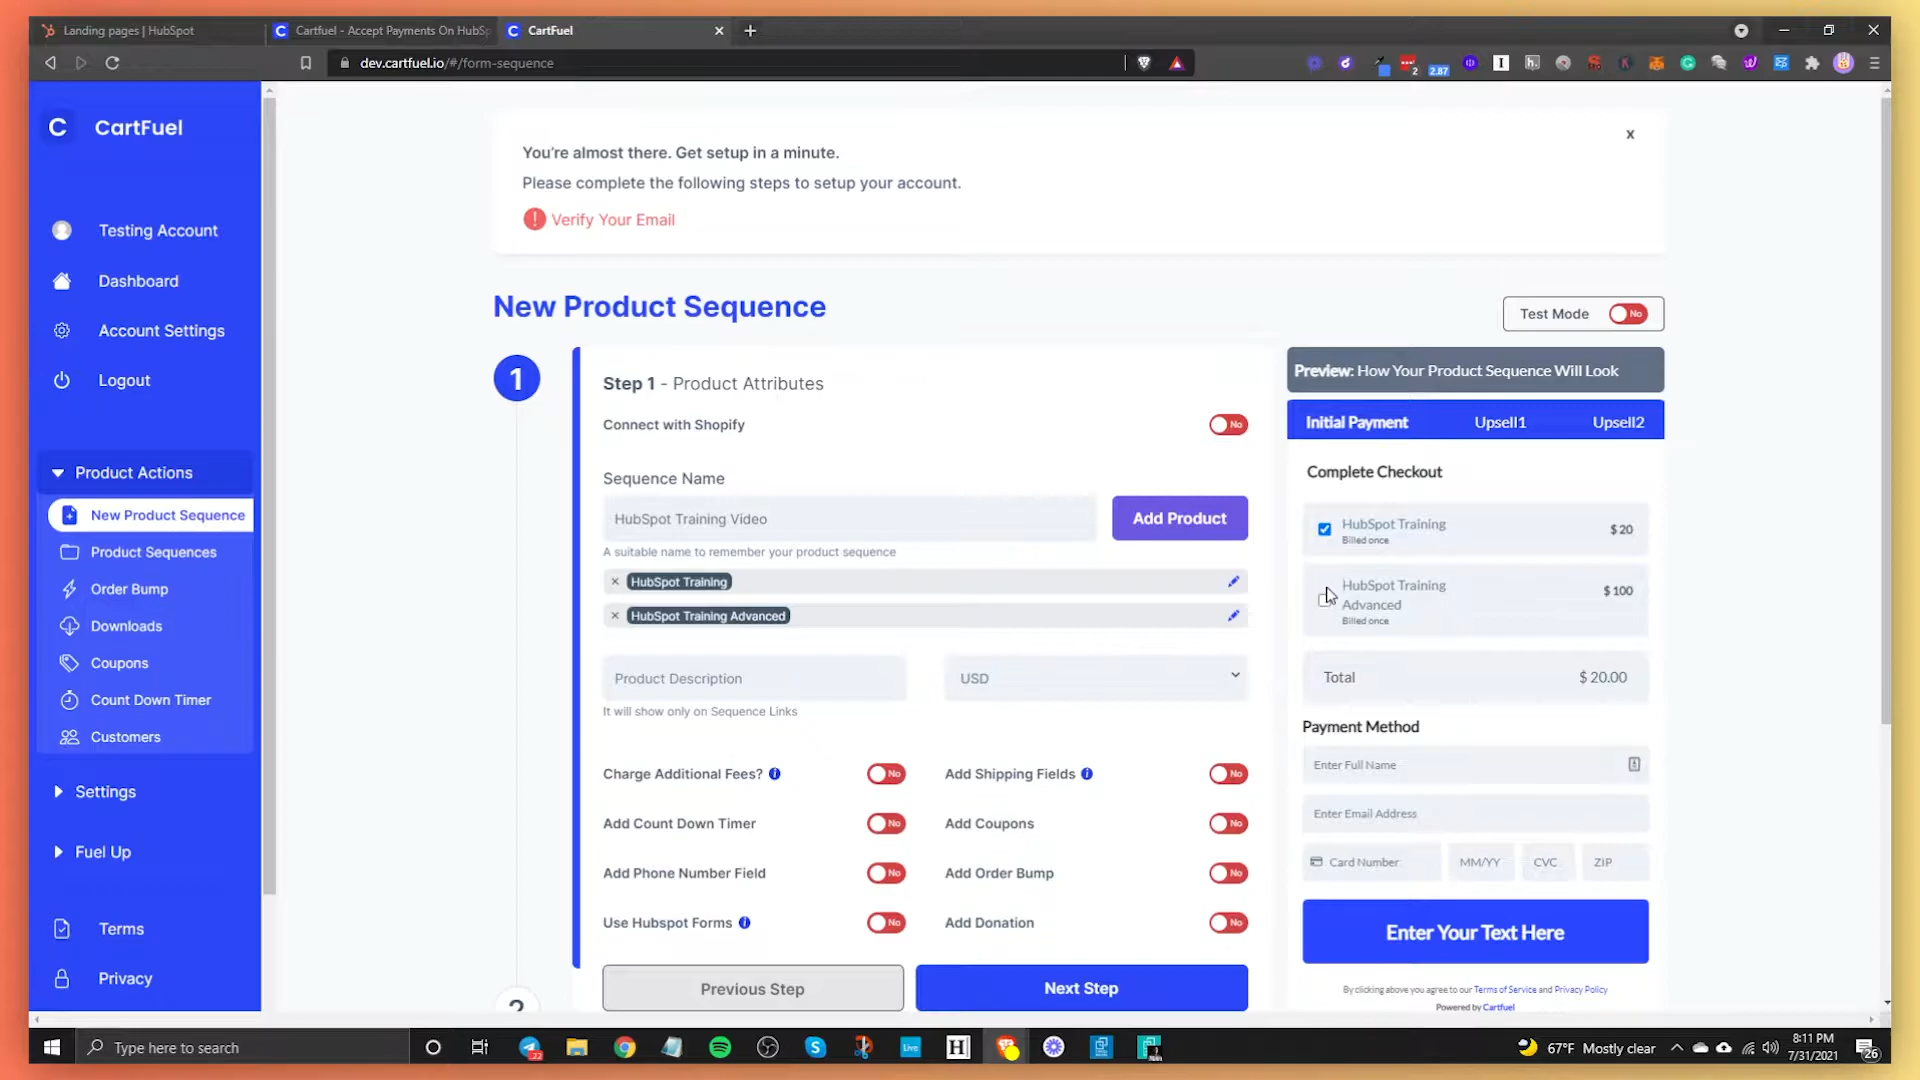 Landing pages | HubSpot
Cartfuel - Accept Payments On HubS
CartFuel
dev.cartfuel.io/#/form-sequence
2
2.87
C CartFuel
Testing Account
Dashboard
Account Settings
Logout
Product Actions
New Product Sequence
Product Sequences
Order Bump
Downloads
Coupons
Count Down Timer
Customers
Settings
Fuel Up
Terms
Privacy
x
You're almost there. Get setup in a minute.
Please complete the following steps to setup your account.
Verify Your Email
New Product Sequence
Test Mode No
1
Step 1 - Product Attributes
Connect with Shopify No
Sequence Name
HubSpot Training Video
Add Product
A suitable name to remember your product sequence
× HubSpot Training
× HubSpot Training Advanced
Product Description
USD
It will show only on Sequence Links
Charge Additional Fees? No
Add Shipping Fields No
Add Count Down Timer No
Add Coupons No
Add Phone Number Field No
Add Order Bump No
Use Hubspot Forms No
Add Donation No
Previous Step
Next Step
2
Preview: How Your Product Sequence Will Look
Initial Payment Upsell1 Upsell2
Complete Checkout
HubSpot Training $ 20
Billed once
HubSpot Training $ 100
Advanced
Billed once
Total $ 20.00
Payment Method
Enter Full Name
Enter Email Address
Card Number MM/YY CVC ZIP
Enter Your Text Here
By clicking above you agree to our Terms of Service and Privacy Policy
Powered by Cartfuel
Type here to search
22
Live
H
67°F Mostly clear
8:11 PM
7/31/2021
26